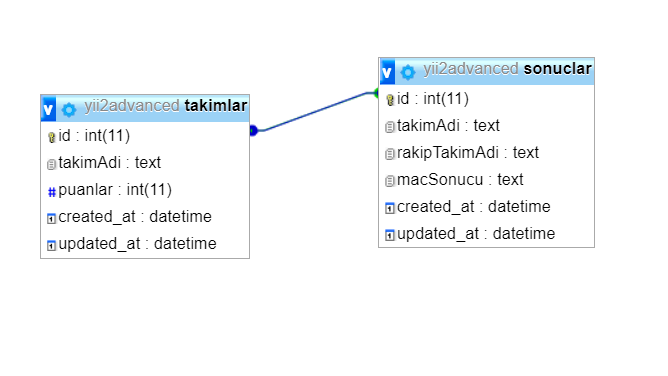 yii2advanced takimlar
id : int(11)
takimAdi : text
puanlar : int(11)
created_at : datetime
updated_at : datetime
yii2advanced sonuclar
id : int(11)
takimAdi : text
rakipTakimAdi : text
macSonucu : text
created_at : datetime
updated_at : datetime